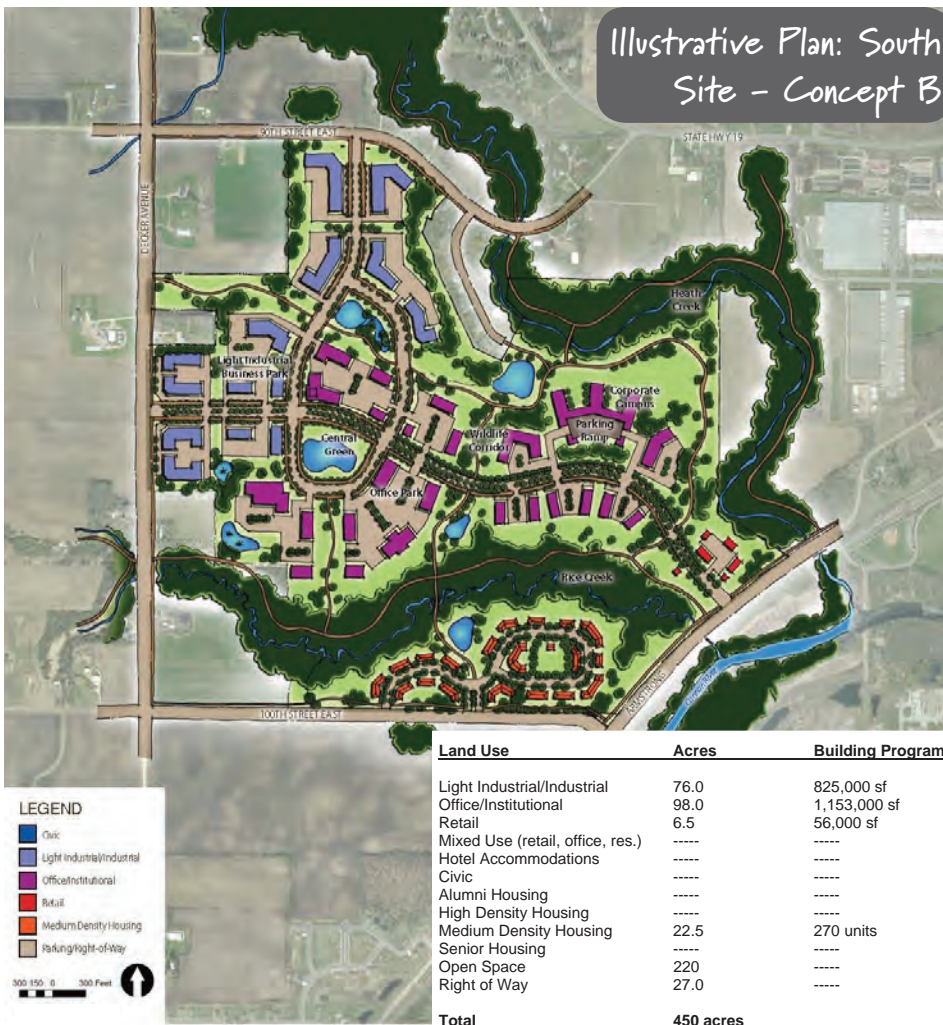 Illustrative Plan: South
Site - Concept B
90TH STREET EAST
STATE HWY 19
DECKER AVENUE
Heath
Creek
Light Industrial
Business Park
Corporate
Campus
Parking
Ramp
Wildlife
Corridor
Central
Green
Office Park
Rice Creek
ARMSTRONG
100TH STREET EAST
Land Use Acres Building Program
Light Industrial/Industrial 76.0 825,000 sf
Office/Institutional 98.0 1,153,000 sf
Retail 6.5 56,000 sf
Mixed Use (retail, office, res.) ----- -----
Hotel Accommodations ----- -----
Civic ----- -----
Alumni Housing ----- -----
High Density Housing ----- -----
Medium Density Housing 22.5 270 units
Senior Housing ----- -----
Open Space 220 -----
Right of Way 27.0 -----
Total 450 acres
LEGEND
Civic
Light Industrial/Industrial
Office/Institutional
Retail
Medium Density Housing
Parking/Right-of-Way
300 150 0 300 Feet